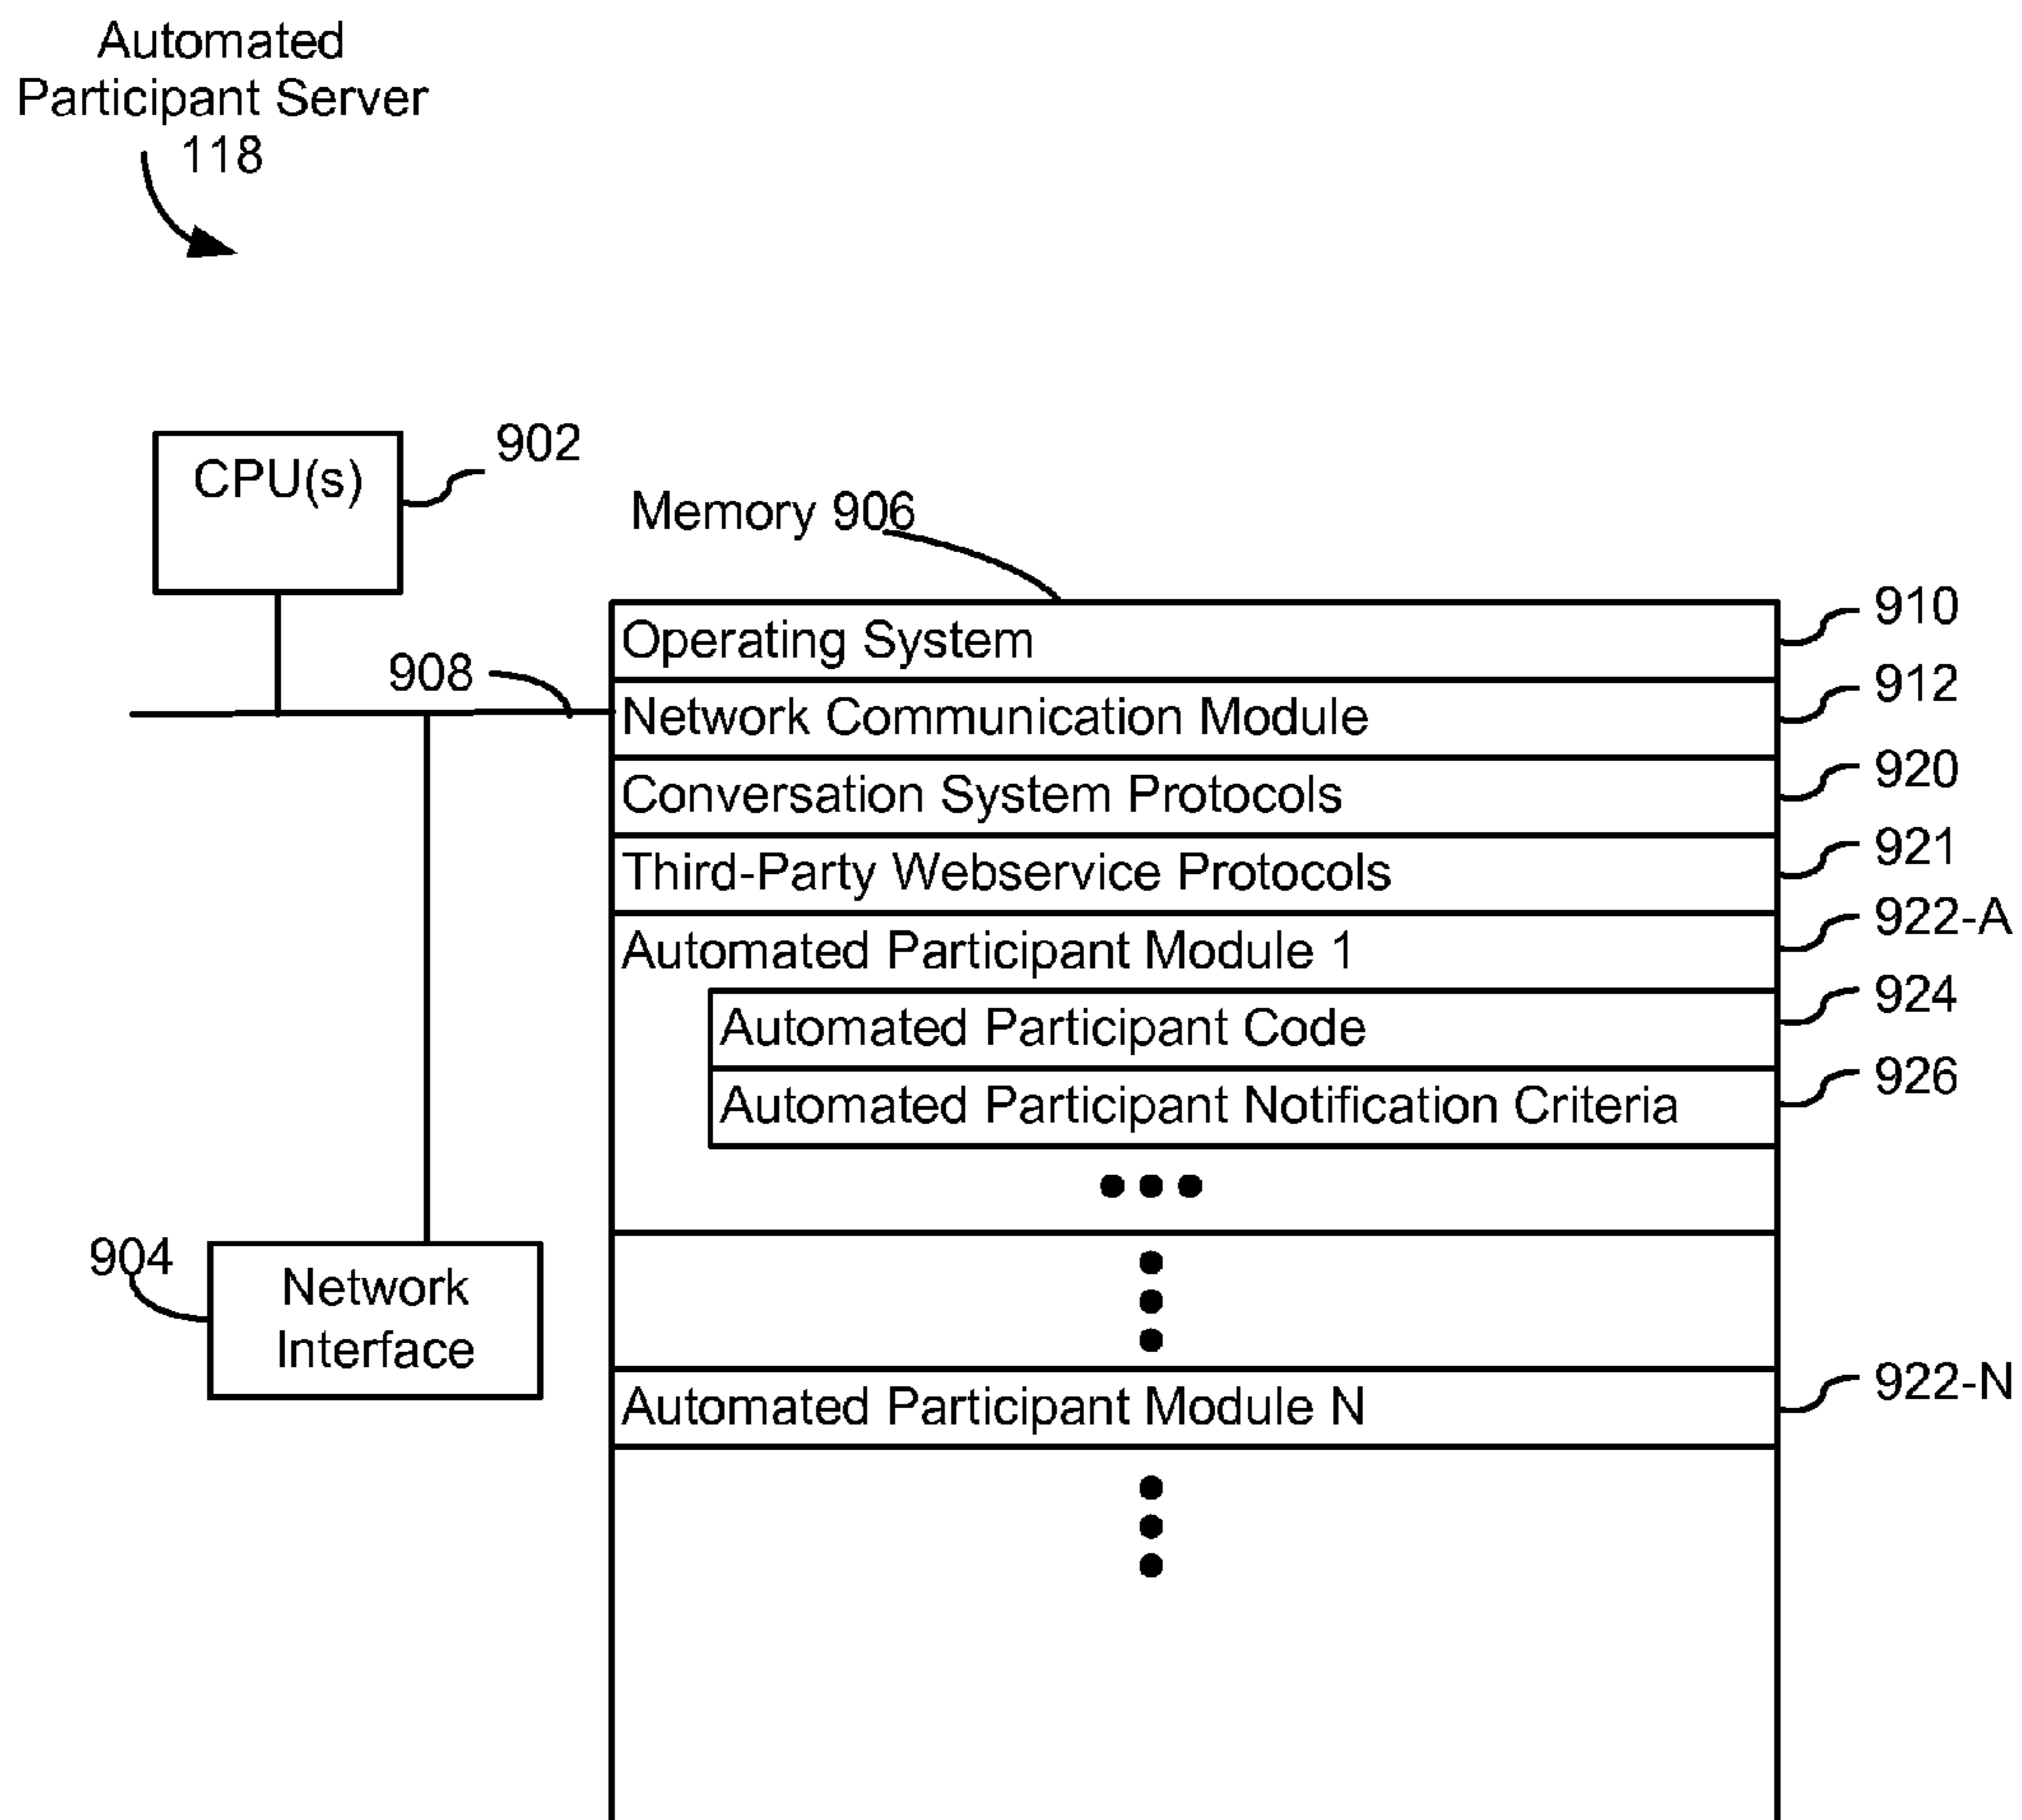 Automated
Participant Server
118
CPU(s)
902
Memory 906
908
Operating System
910
Network Communication Module
912
Conversation System Protocols
920
Third-Party Webservice Protocols
921
Automated Participant Module 1
922-A
Automated Participant Code
924
Automated Participant Notification Criteria
926
904
Network
Interface
Automated Participant Module N
922-N